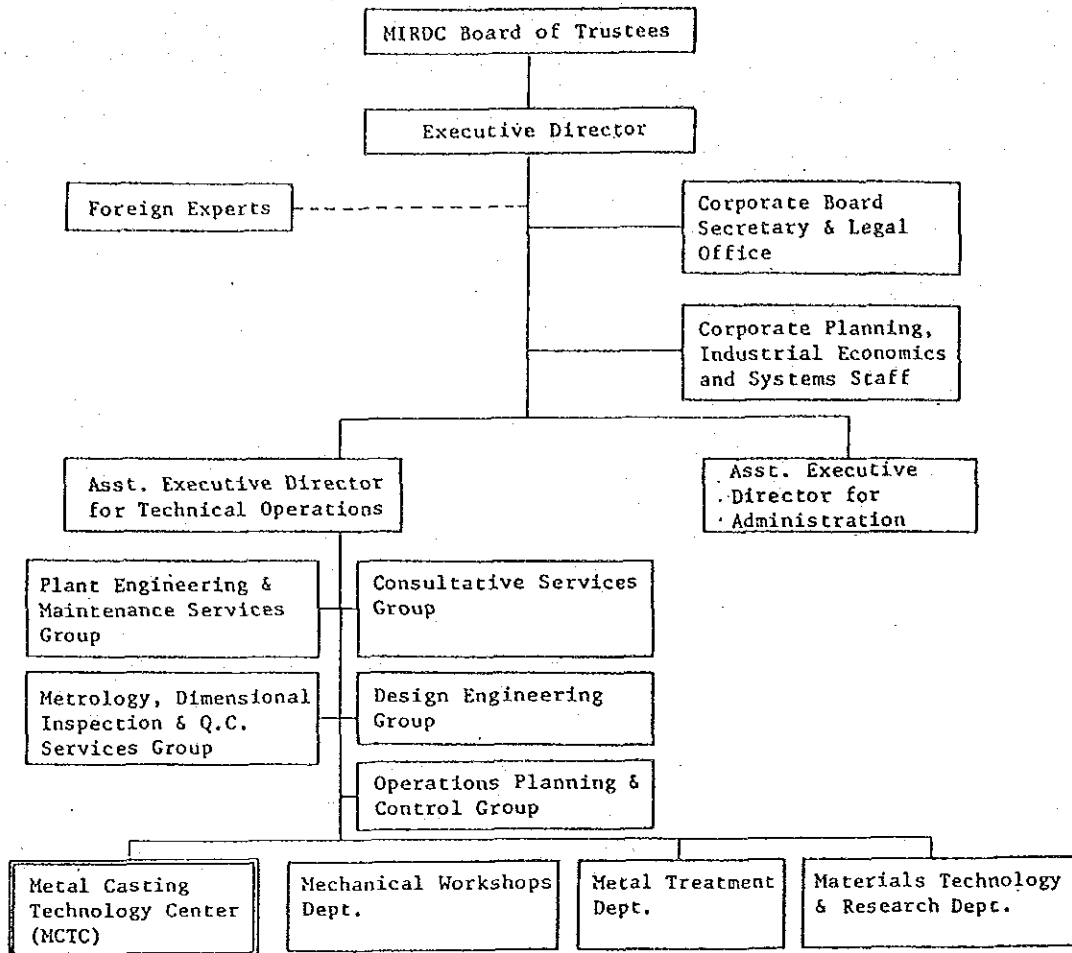 MIRDC Board of Trustees
Executive Director
Foreign Experts
Corporate Board
Secretary & Legal
Office
Corporate Planning,
Industrial Economics
and Systems Staff
Asst. Executive Director
for Technical Operations
Asst. Executive
Director for
Administration
Plant Engineering &
Maintenance Services
Group
Consultative Services
Group
Metrology, Dimensional
Inspection & Q.C.
Services Group
Design Engineering
Group
Operations Planning &
Control Group
Metal Casting
Technology Center
(MCTC)
Mechanical Workshops
Dept.
Metal Treatment
Dept.
Materials Technology
& Research Dept.